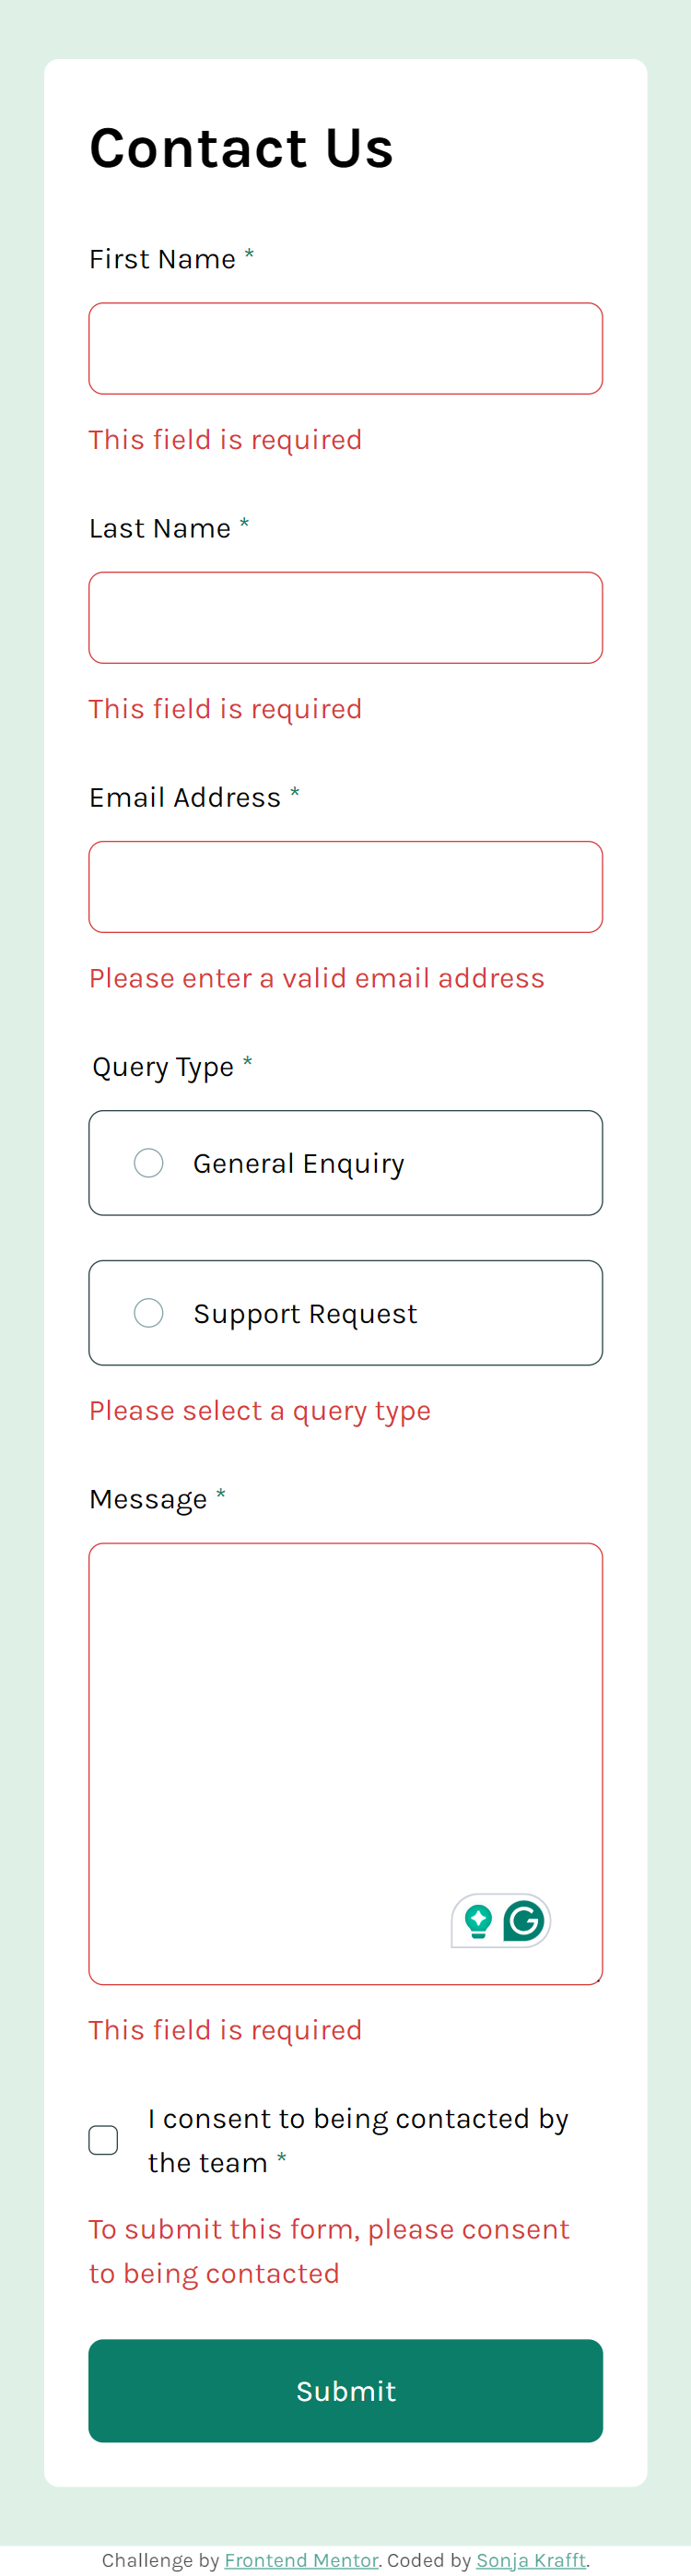 Contact Us
First Name *
This field is required
Last Name *
This field is required
Email Address *
Please enter a valid email address
Query Type *
General Enquiry
Support Request
Please select a query type
Message *
This field is required
I consent to being contacted by
the team *
To submit this form, please consent
to being contacted
Submit
Challenge by Frontend Mentor. Coded by Sonja Krafft.